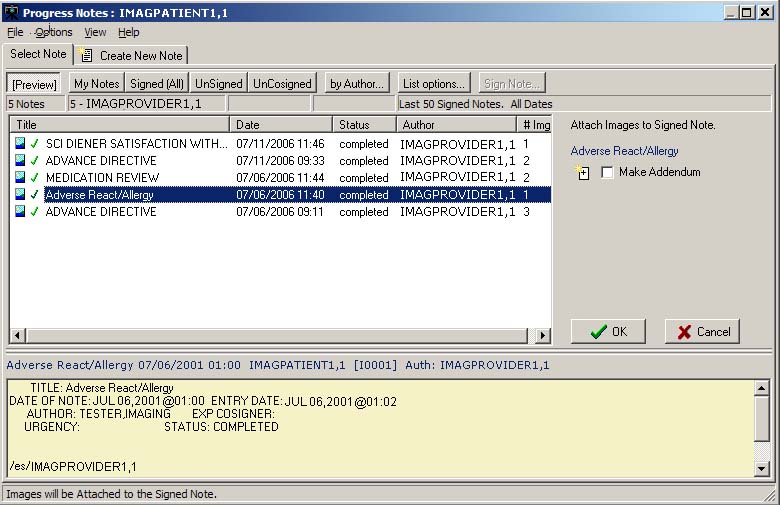 Progress Notes : IMAGPATIENT1,1
File Options View Help
Select Note Create New Note
[Preview] My Notes Signed (All) UnSigned UnCosigned by Author... List options... Sign Note...
5 Notes 5 - IMAGPROVIDER1,1 Last 50 Signed Notes. All Dates
Title Date Status Author # Img
SCI DIENER SATISFACTION WITH... 07/11/2006 11:46 completed IMAGPROVIDER1,1 1
ADVANCE DIRECTIVE 07/11/2006 09:33 completed IMAGPROVIDER1,1 2
MEDICATION REVIEW 07/06/2006 11:44 completed IMAGPROVIDER1,1 2
Adverse React/Allergy 07/06/2006 11:40 completed IMAGPROVIDER1,1 1
ADVANCE DIRECTIVE 07/06/2006 09:11 completed IMAGPROVIDER1,1 3
Attach Images to Signed Note.
Adverse React/Allergy
Make Addendum
OK Cancel
Adverse React/Allergy 07/06/2001 01:00 IMAGPATIENT1,1 [I0001] Auth: IMAGPROVIDER1,1
TITLE: Adverse React/Allergy
DATE OF NOTE: JUL 06,2001@01:00 ENTRY DATE: JUL 06,2001@01:02
AUTHOR: TESTER,IMAGING EXP COSIGNER:
URGENCY: STATUS: COMPLETED
/es/IMAGPROVIDER1,1
Images will be Attached to the Signed Note.